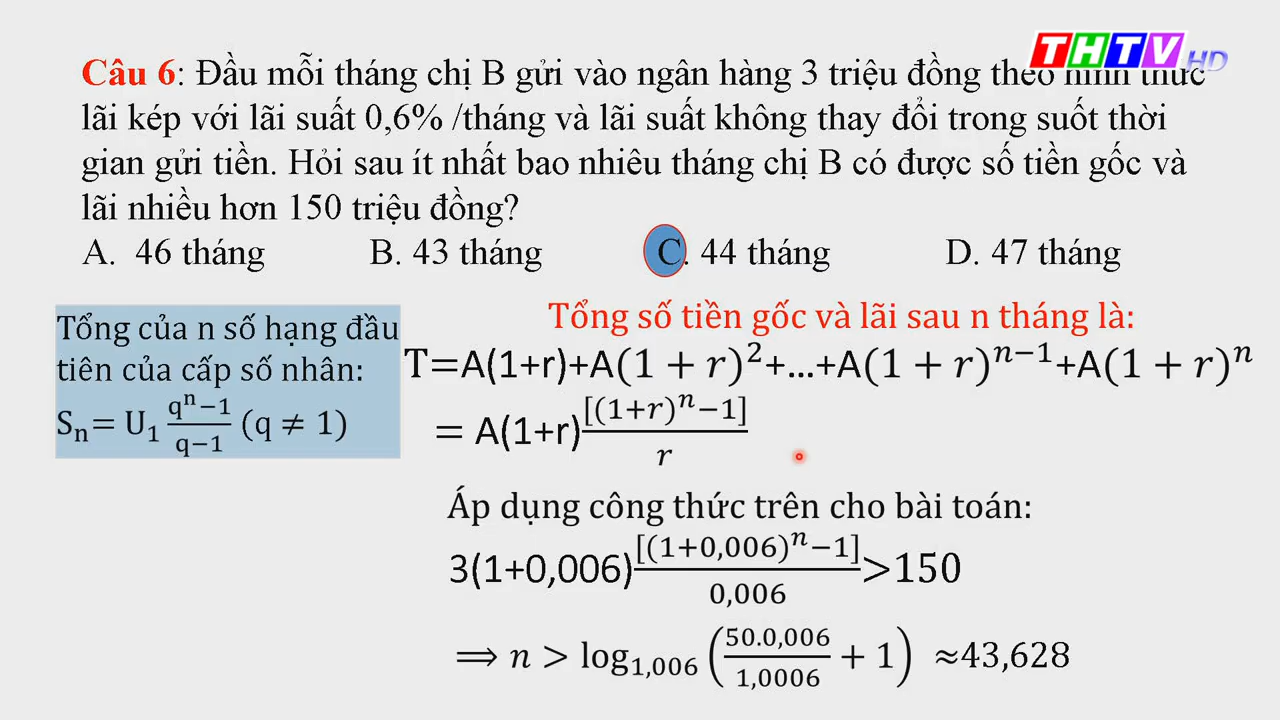 THTV HD
Câu 6: Đầu mỗi tháng chị B gửi vào ngân hàng 3 triệu đồng theo hình thức
lãi kép với lãi suất 0,6% /tháng và lãi suất không thay đổi trong suốt thời
gian gửi tiền. Hỏi sau ít nhất bao nhiêu tháng chị B có được số tiền gốc và
lãi nhiều hơn 150 triệu đồng?
A. 46 tháng B. 43 tháng C. 44 tháng D. 47 tháng
Tổng của n số hạng đầu
tiên của cấp số nhân:
Sₙ= U₁ (qⁿ−1)/(q−1) (q ≠ 1)
Tổng số tiền gốc và lãi sau n tháng là:
T=A(1+r)+A(1 + r)²+...+A(1 + r)ⁿ⁻¹+A(1 + r)ⁿ
= A(1+r)[(1+r)ⁿ−1]/r
Áp dụng công thức trên cho bài toán:
3(1+0,006)[(1+0,006)ⁿ−1]/0,006>150
⟹ n > log₁,₀₀₆ (50.0,006/1,0006 + 1) ≈43,628